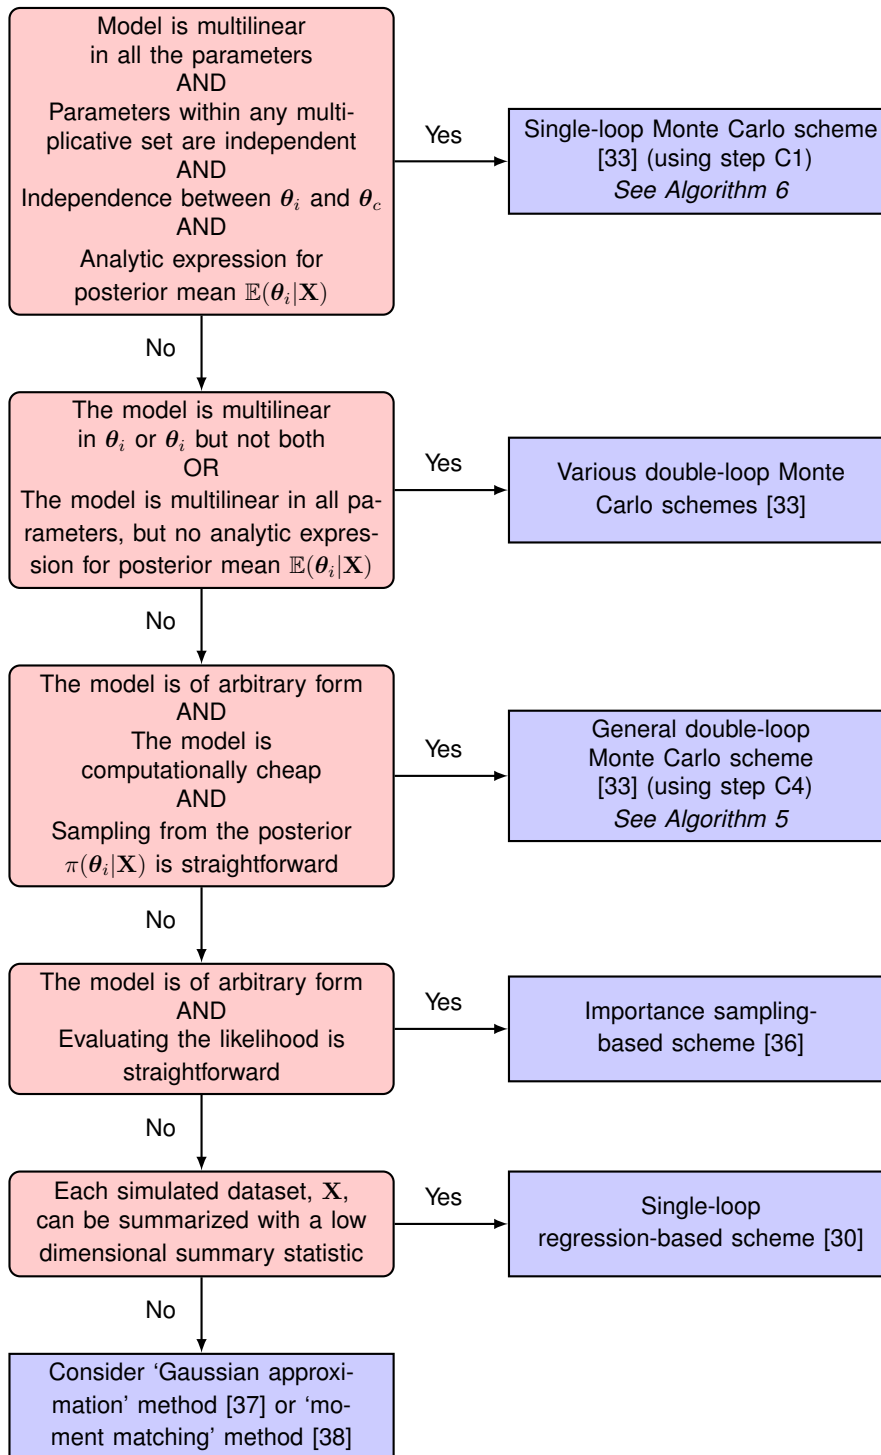 Model is multilinear
in all the parameters
AND
Parameters within any multi-
plicative set are independent
AND
Independence between θᵢ and θ_c
AND
Analytic expression for
posterior mean 𝔼(θᵢ|X)
Yes
Single-loop Monte Carlo scheme
[33] (using step C1)
See Algorithm 6
No
The model is multilinear
in θᵢ or θᵢ but not both
OR
The model is multilinear in all pa-
rameters, but no analytic expres-
sion for posterior mean 𝔼(θᵢ|X)
Yes
Various double-loop Monte
Carlo schemes [33]
No
The model is of arbitrary form
AND
The model is
computationally cheap
AND
Sampling from the posterior
π(θᵢ|X) is straightforward
Yes
General double-loop
Monte Carlo scheme
[33] (using step C4)
See Algorithm 5
No
The model is of arbitrary form
AND
Evaluating the likelihood is
straightforward
Yes
Importance sampling-
based scheme [36]
No
Each simulated dataset, X,
can be summarized with a low
dimensional summary statistic
Yes
Single-loop
regression-based scheme [30]
No
Consider ‘Gaussian approxi-
mation’ method [37] or ‘mo-
ment matching’ method [38]